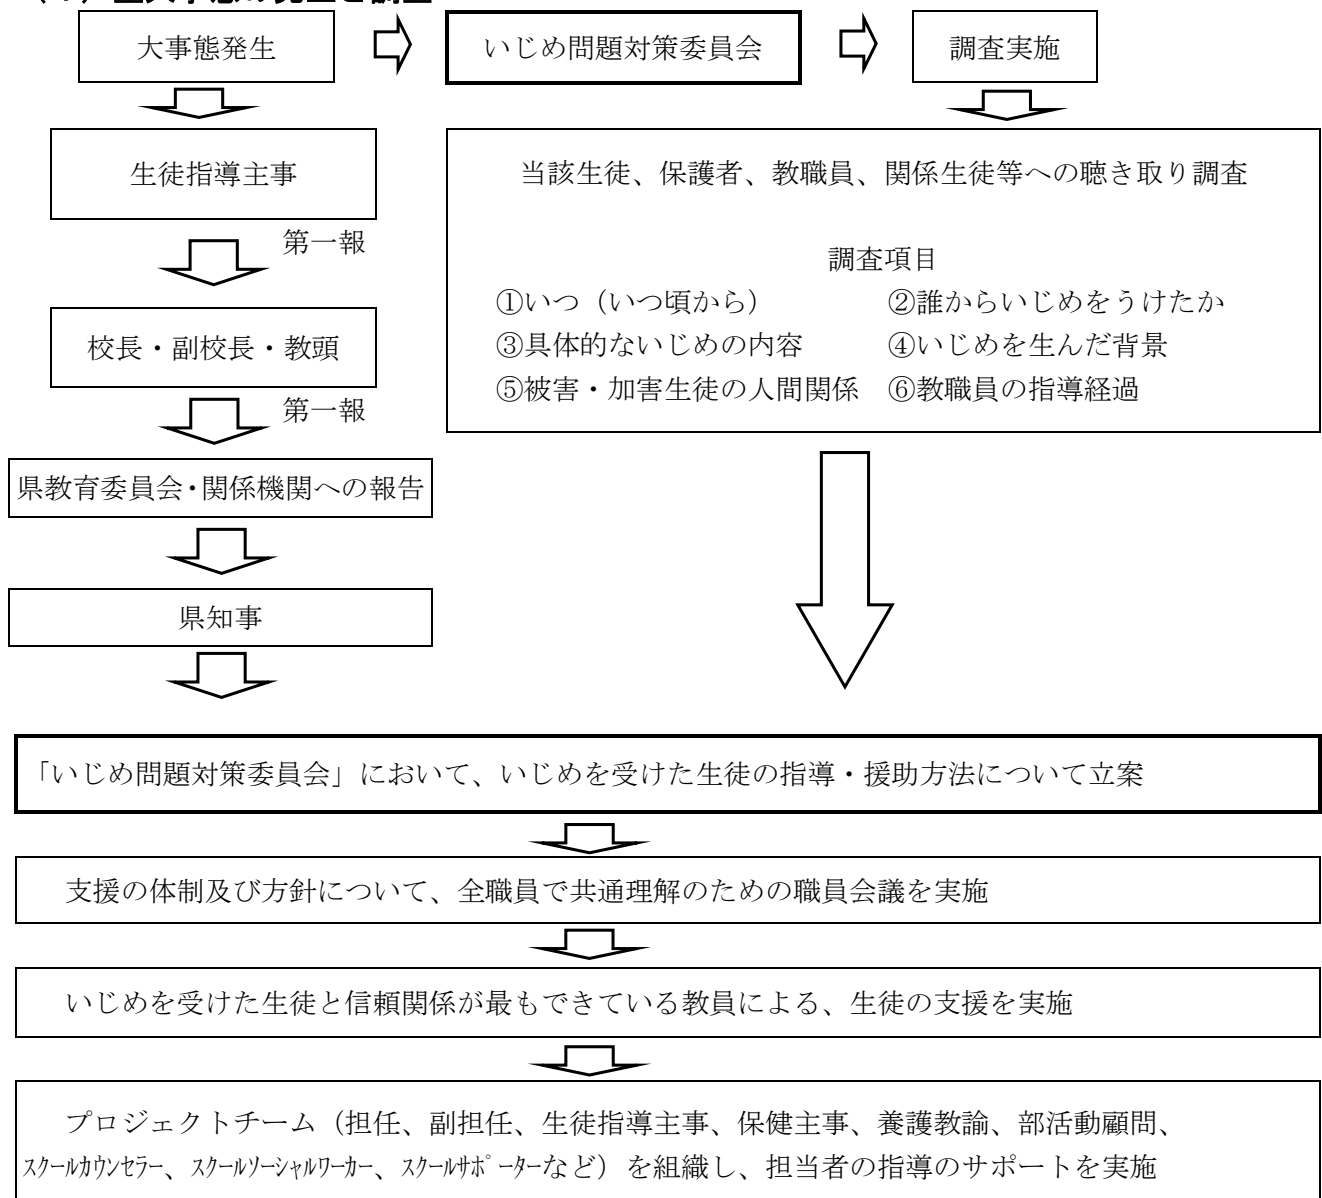 大事態発生
いじめ問題対策委員会
調査実施
生徒指導主事
第一報
校長・副校長・教頭
第一報
県教育委員会・関係機関への報告
県知事
当該生徒、保護者、教職員、関係生徒等への聴き取り調査
調査項目
①いつ（いつ頃から）　②誰からいじめをうけたか
③具体的ないじめの内容　④いじめを生んだ背景
⑤被害・加害生徒の人間関係　⑥教職員の指導経過
「いじめ問題対策委員会」において、いじめを受けた生徒の指導・援助方法について立案
支援の体制及び方針について、全職員で共通理解のための職員会議を実施
いじめを受けた生徒と信頼関係が最もできている教員による、生徒の支援を実施
プロジェクトチーム（担任、副担任、生徒指導主事、保健主事、養護教諭、部活動顧問、
ｽｸｰﾙｶｳﾝｾﾗｰ、ｽｸｰﾙｿｰｼｬﾙﾜｰｶｰ、ｽｸｰﾙｻﾎﾟｰﾀｰなど）を組織し、担当者の指導のサポートを実施